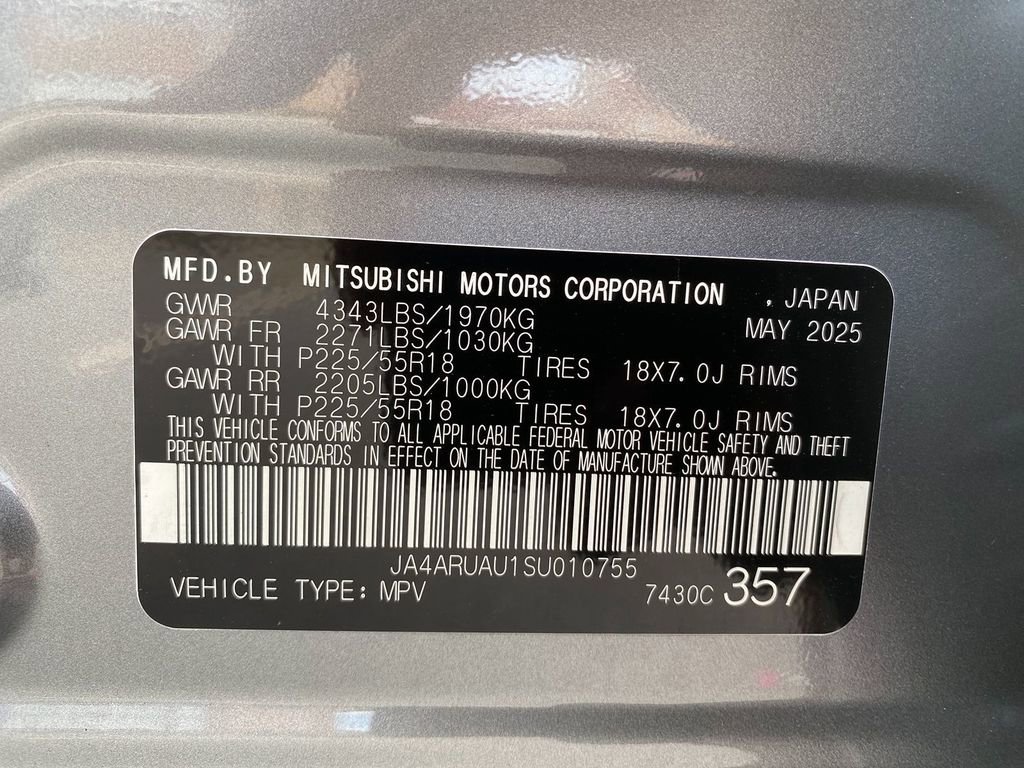 MFD.BY MITSUBISHI MOTORS CORPORATION , JAPAN
GVWR 4343LBS/1970KG MAY 2025
GAWR FR 2271LBS/1030KG
WITH P225/55R18 TIRES 18X7.0J RIMS
GAWR RR 2205LBS/1000KG
WITH P225/55R18 TIRES 18X7.0J RIMS
THIS VEHICLE CONFORMS TO ALL APPLICABLE FEDERAL MOTOR VEHICLE SAFETY AND THEFT
PREVENTION STANDARDS IN EFFECT ON THE DATE OF MANUFACTURE SHOWN ABOVE.
JA4ARUAU1SU010755
VEHICLE TYPE: MPV 7430C 357